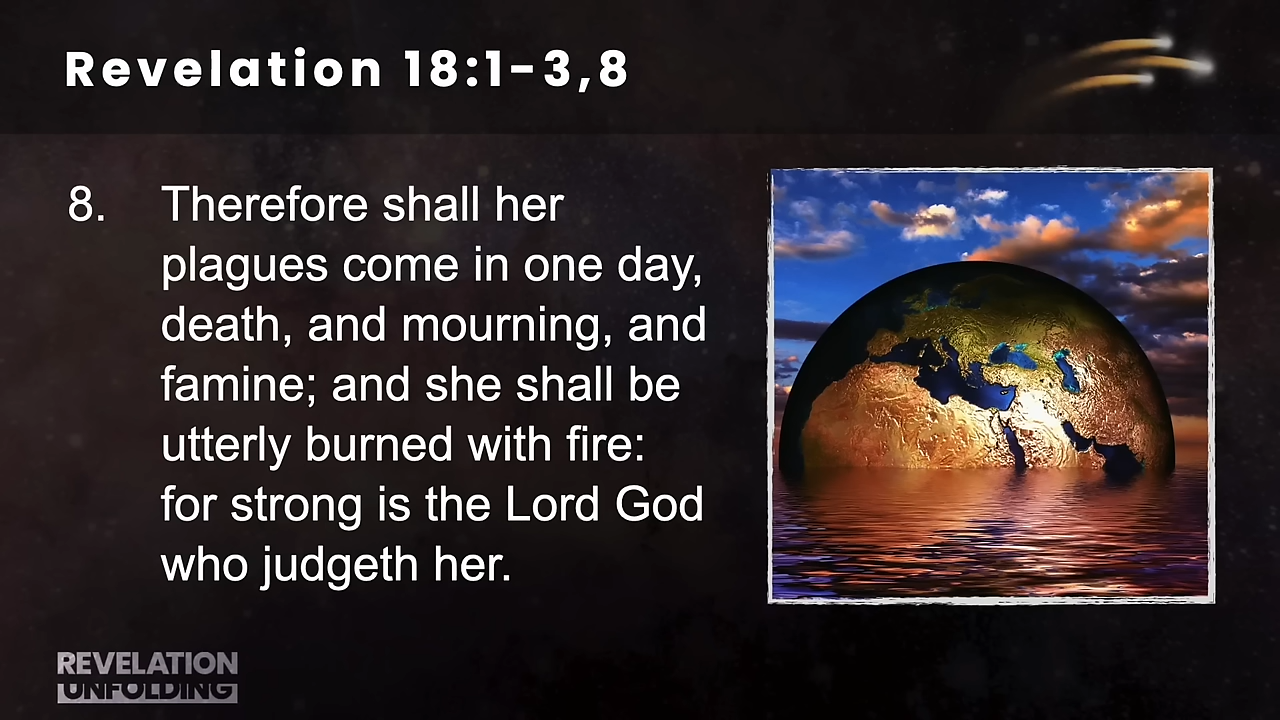 Revelation 18:1-3,8
8. Therefore shall her
plagues come in one day,
death, and mourning, and
famine; and she shall be
utterly burned with fire:
for strong is the Lord God
who judgeth her.
REVELATION
UNFOLDING